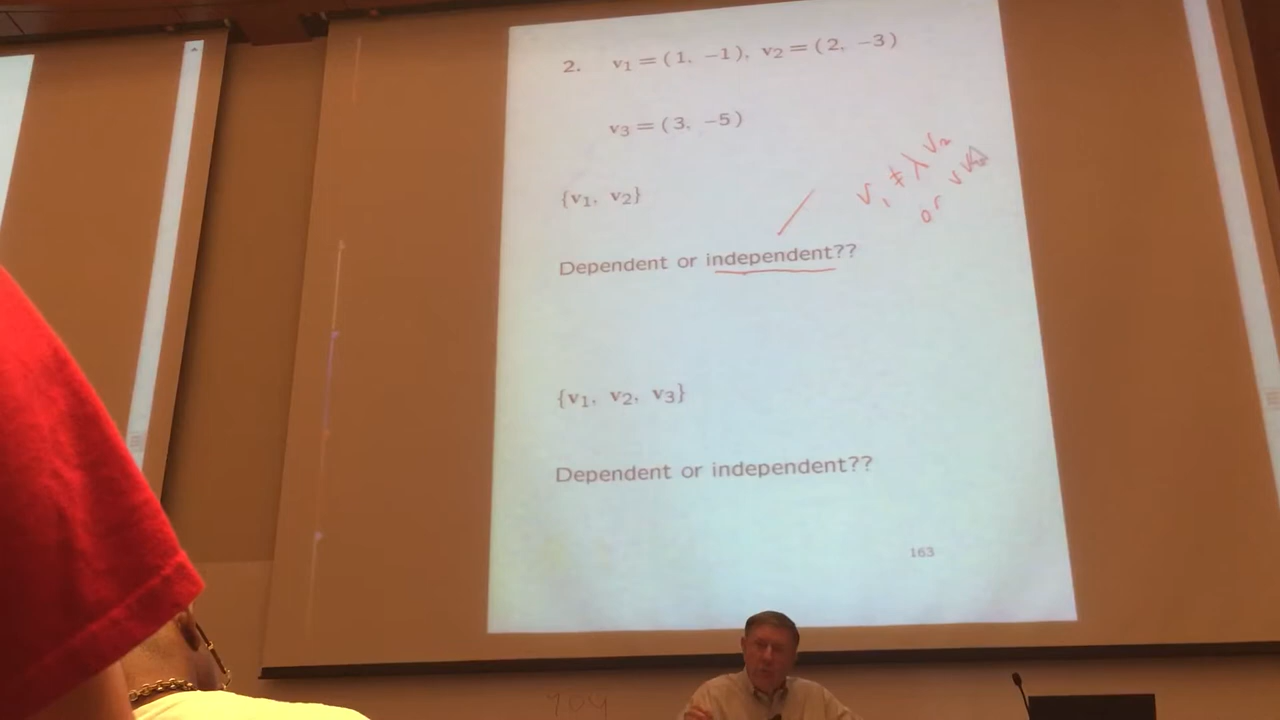 2. v₁ = (1, −1), v₂ = (2, −3)
v₃ = (3, −5)
v₁ ≠ λ v₂
or v
{v₁, v₂}
Dependent or independent??
{v₁, v₂, v₃}
Dependent or independent??
163